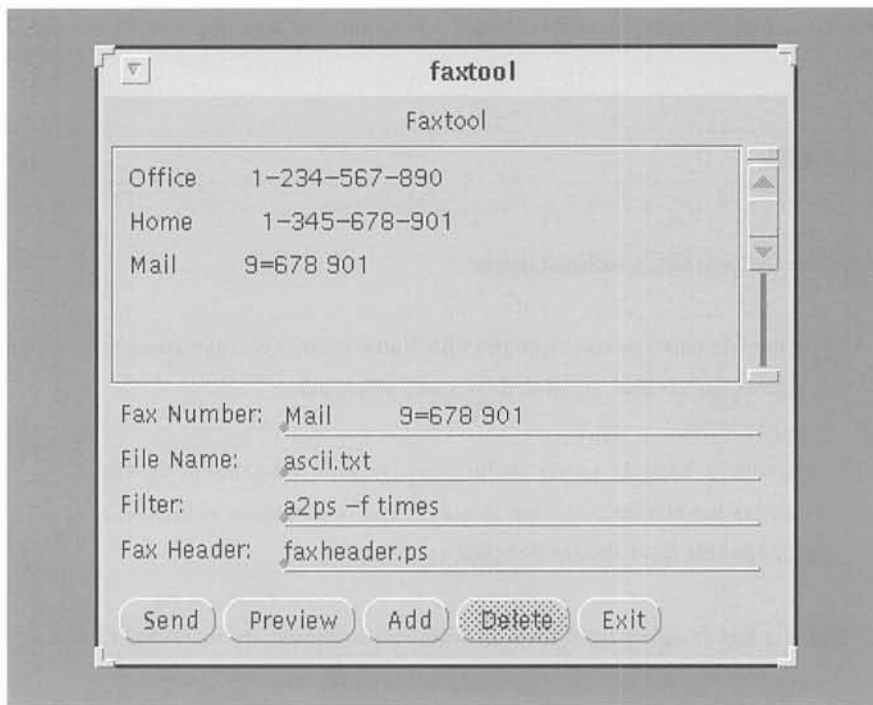 faxtool
Faxtool
Office 1-234-567-890
Home 1-345-678-901
Mail 9=678 901
Fax Number: Mail 9=678 901
File Name: ascii.txt
Filter: a2ps -f times
Fax Header: faxheader.ps
Send Preview Add Delete Exit